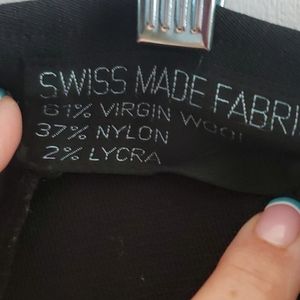 SWISS MADE FABRI
61% VIRGIN WOOL
37% NYLON
2% LYCRA